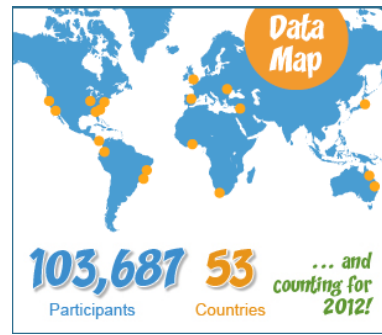 Data
Map
103,687
Participants
53
Countries
... and
counting for
2012!